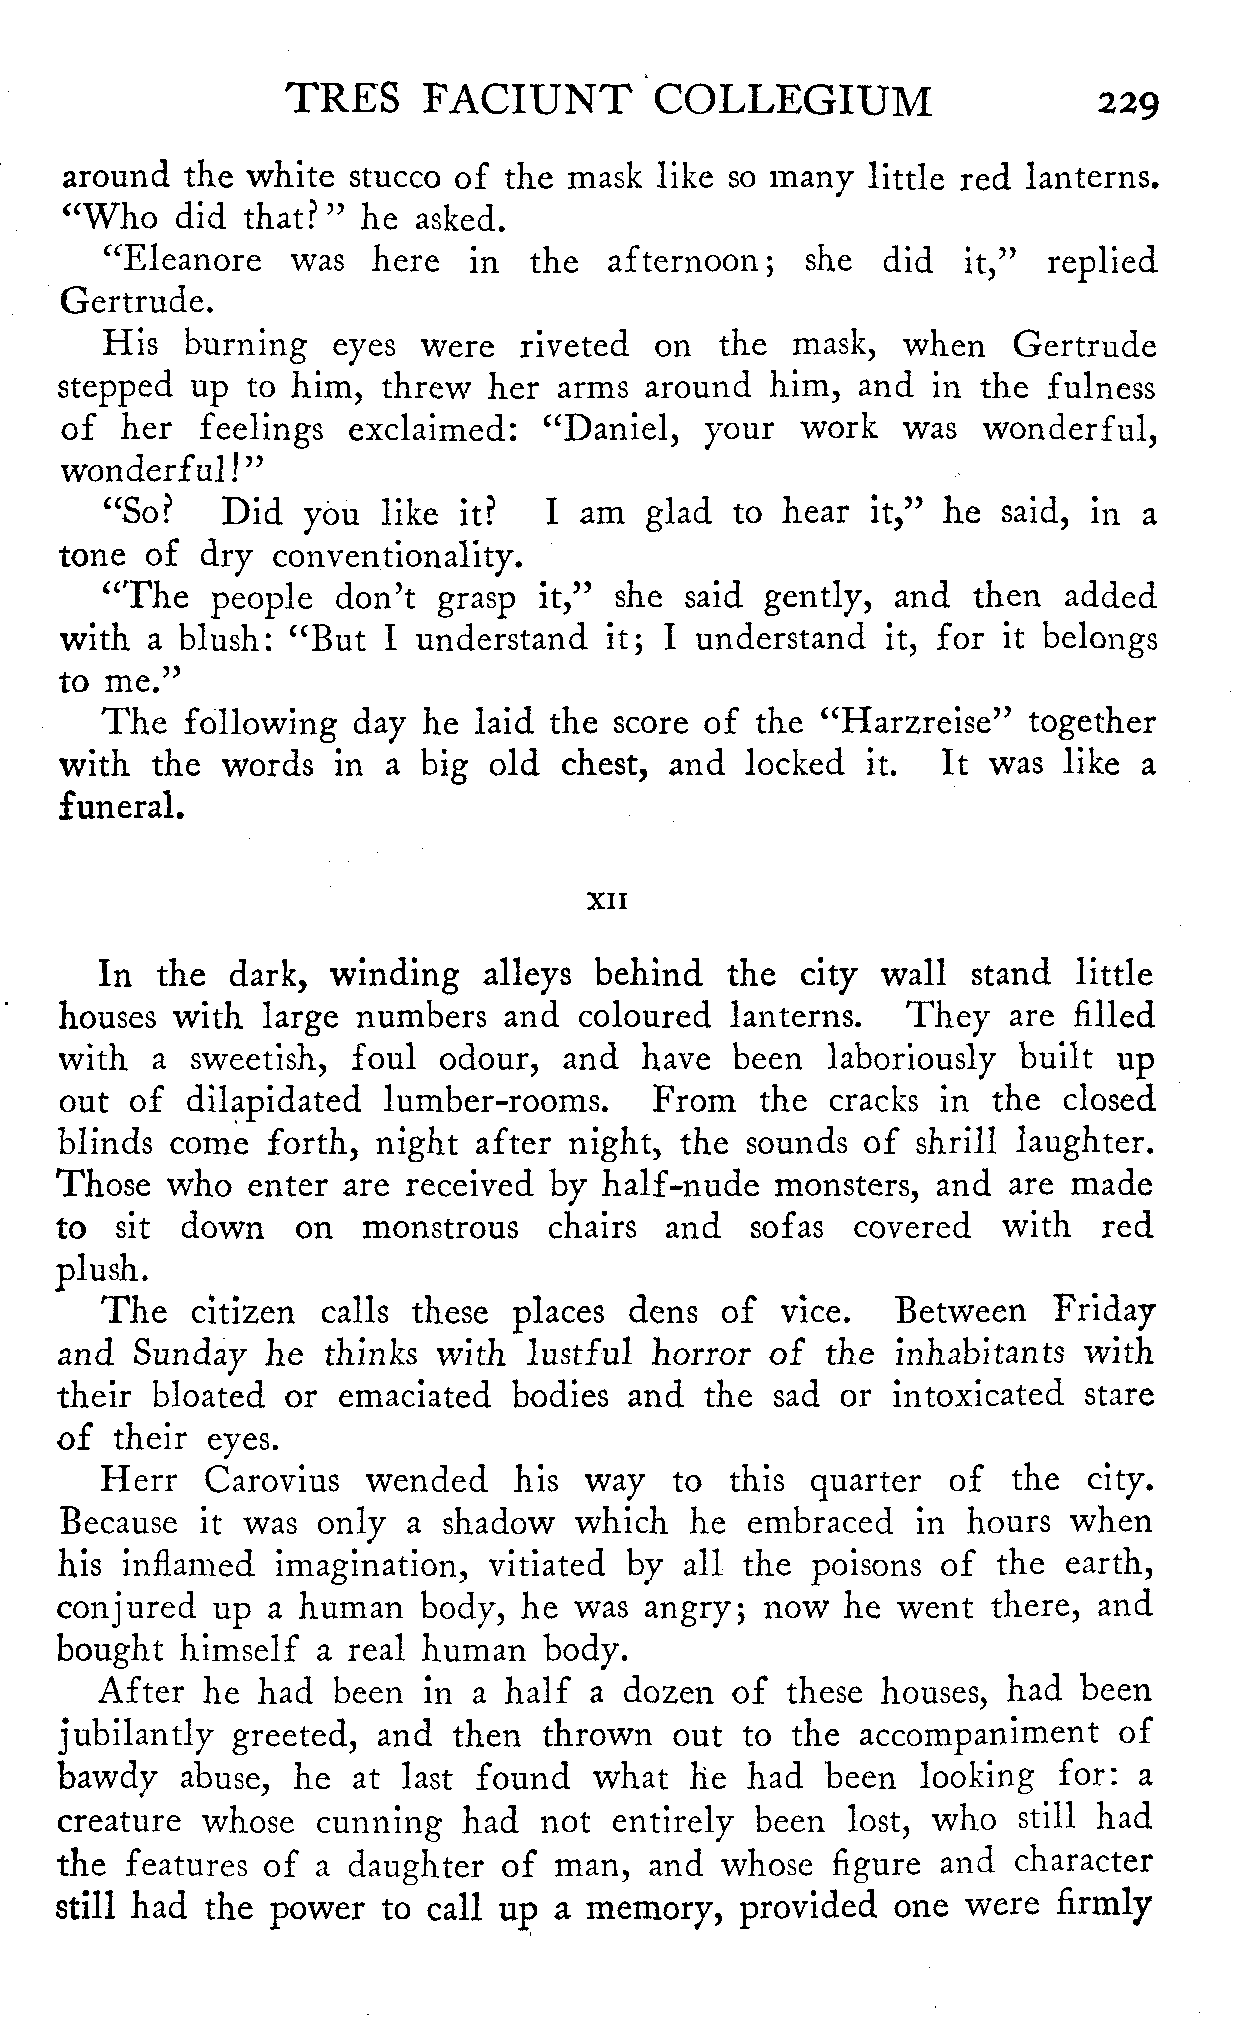 TRES FACIUNT COLLEGIUM 229
around the white stucco of the mask like so many little red lanterns.
“Who did that?” he asked.
“Eleanore was here in the afternoon; she did it,” replied
Gertrude.
His burning eyes were riveted on the mask, when Gertrude
stepped up to him, threw her arms around him, and in the fulness
of her feelings exclaimed: “Daniel, your work was wonderful,
wonderful!”
“So? Did you like it? I am glad to hear it,” he said, in a
tone of dry conventionality.
“The people don’t grasp it,” she said gently, and then added
with a blush: “But I understand it; I understand it, for it belongs
to me.”
The following day he laid the score of the “Harzreise” together
with the words in a big old chest, and locked it. It was like a
funeral.
XII
In the dark, winding alleys behind the city wall stand little
houses with large numbers and coloured lanterns. They are filled
with a sweetish, foul odour, and have been laboriously built up
out of dilapidated lumber-rooms. From the cracks in the closed
blinds come forth, night after night, the sounds of shrill laughter.
Those who enter are received by half-nude monsters, and are made
to sit down on monstrous chairs and sofas covered with red
plush.
The citizen calls these places dens of vice. Between Friday
and Sunday he thinks with lustful horror of the inhabitants with
their bloated or emaciated bodies and the sad or intoxicated stare
of their eyes.
Herr Carovius wended his way to this quarter of the city.
Because it was only a shadow which he embraced in hours when
his inflamed imagination, vitiated by all the poisons of the earth,
conjured up a human body, he was angry; now he went there, and
bought himself a real human body.
After he had been in a half a dozen of these houses, had been
jubilantly greeted, and then thrown out to the accompaniment of
bawdy abuse, he at last found what he had been looking for: a
creature whose cunning had not entirely been lost, who still had
the features of a daughter of man, and whose figure and character
still had the power to call up a memory, provided one were firmly